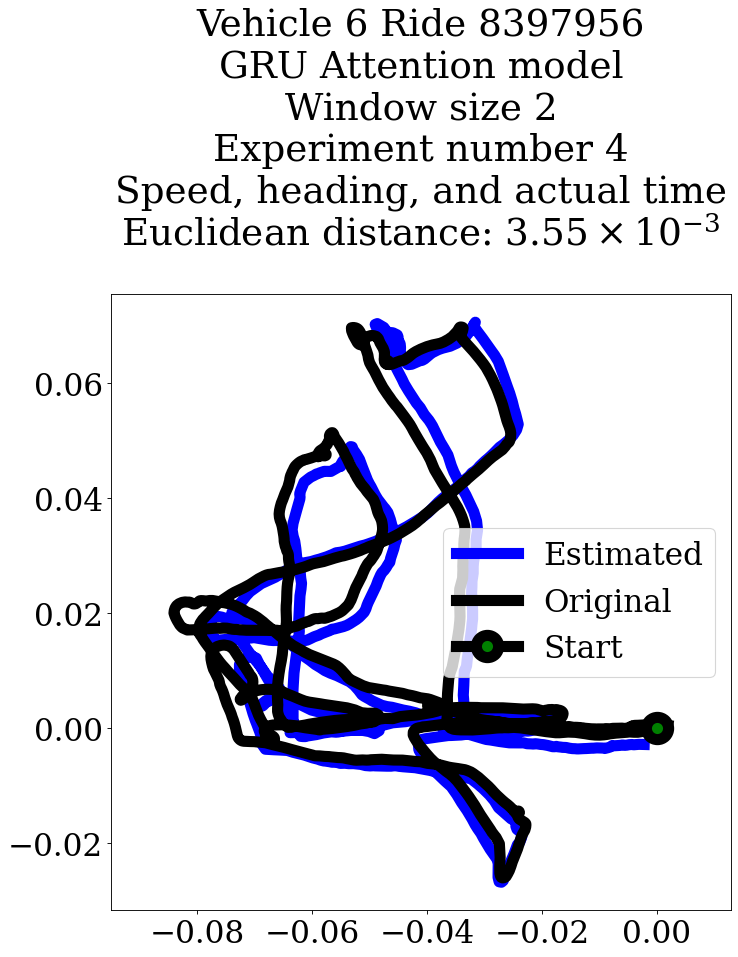 Vehicle 6 Ride 8397956
GRU Attention model
Window size 2
Experiment number 4
Speed, heading, and actual time
Euclidean distance: 3.55 × 10⁻³
0.06
0.04
0.02
0.00
−0.02
Estimated
Original
Start
−0.08 −0.06 −0.04 −0.02 0.00